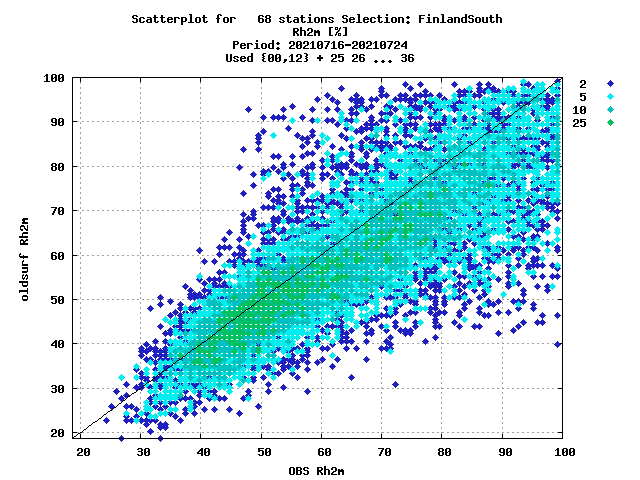 Scatterplot for   68 stations Selection: FinlandSouth
Rh2m [%]
Period: 20210716-20210724
Used {00,12} + 25 26 ... 36
100
90
80
70
60
50
40
30
20
20 30 40 50 60 70 80 90 100
oldsurf Rh2m
OBS Rh2m
2
5
10
25